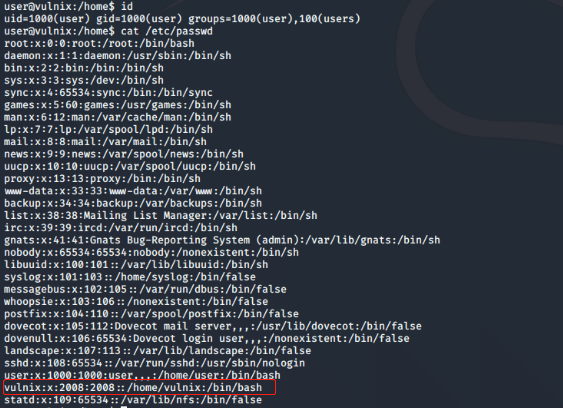 user@vulnix:/home$ id
uid=1000(user) gid=1000(user) groups=1000(user),100(users)
user@vulnix:/home$ cat /etc/passwd
root:x:0:0:root:/root:/bin/bash
daemon:x:1:1:daemon:/usr/sbin:/bin/sh
bin:x:2:2:bin:/bin:/bin/sh
sys:x:3:3:sys:/dev:/bin/sh
sync:x:4:65534:sync:/bin:/bin/sync
games:x:5:60:games:/usr/games:/bin/sh
man:x:6:12:man:/var/cache/man:/bin/sh
lp:x:7:7:lp:/var/spool/lpd:/bin/sh
mail:x:8:8:mail:/var/mail:/bin/sh
news:x:9:9:news:/var/spool/news:/bin/sh
uucp:x:10:10:uucp:/var/spool/uucp:/bin/sh
proxy:x:13:13:proxy:/bin:/bin/sh
www-data:x:33:33:www-data:/var/www:/bin/sh
backup:x:34:34:backup:/var/backups:/bin/sh
list:x:38:38:Mailing List Manager:/var/list:/bin/sh
irc:x:39:39:ircd:/var/run/ircd:/bin/sh
gnats:x:41:41:Gnats Bug-Reporting System (admin):/var/lib/gnats:/bin/sh
nobody:x:65534:65534:nobody:/nonexistent:/bin/sh
libuuid:x:100:101::/var/lib/libuuid:/bin/sh
syslog:x:101:103::/home/syslog:/bin/false
messagebus:x:102:105::/var/run/dbus:/bin/false
whoopsie:x:103:106::/nonexistent:/bin/false
postfix:x:104:110::/var/spool/postfix:/bin/false
dovecot:x:105:112:Dovecot mail server,,,:/usr/lib/dovecot:/bin/false
dovenull:x:106:65534:Dovecot login user,,,:/nonexistent:/bin/false
landscape:x:107:113::/var/lib/landscape:/bin/false
sshd:x:108:65534::/var/run/sshd:/usr/sbin/nologin
user:x:1000:1000:user,,,:/home/user:/bin/bash
vulnix:x:2008:2008::/home/vulnix:/bin/bash
statd:x:109:65534::/var/lib/nfs:/bin/false